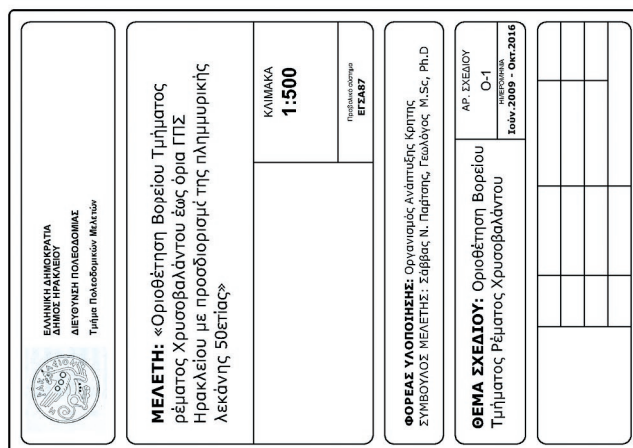 ΕΛΛΗΝΙΚΗ ΔΗΜΟΚΡΑΤΙΑ
ΔΗΜΟΣ ΗΡΑΚΛΕΙΟΥ
ΔΙΕΥΘΥΝΣΗ ΠΟΛΕΟΔΟΜΙΑΣ
Τμήμα Πολεοδομικών Μελετών
ΜΕΛΕΤΗ: «Οριοθέτηση Βορείου Τμήματος
ρέματος Χρυσοβαλάντου έως όρια ΓΠΣ
Ηρακλείου με προσδιορισμό της πλημμυρικής
λεκάνης 50ετίας»
ΚΛΙΜΑΚΑ
1:500
Προβολικό σύστημα
ΕΓΣΑ87
ΦΟΡΕΑΣ ΥΛΟΠΟΙΗΣΗΣ: Οργανισμός Ανάπτυξης Κρητης
ΣΥΜΒΟΥΛΟΣ ΜΕΛΕΤΗΣ: Σάββας Ν. Παρίτσης, Γεωλόγος M.Sc, Ph.D
ΘΕΜΑ ΣΧΕΔΙΟΥ: Οριοθέτηση Βορείου
Τμήματος Ρέματος Χρυσοβαλάντου
ΑΡ. ΣΧΕΔΙΟΥ
Ο-1
ΗΜΕΡΟΜΗΝΙΑ
Ιούν.2009 - Οκτ.2016